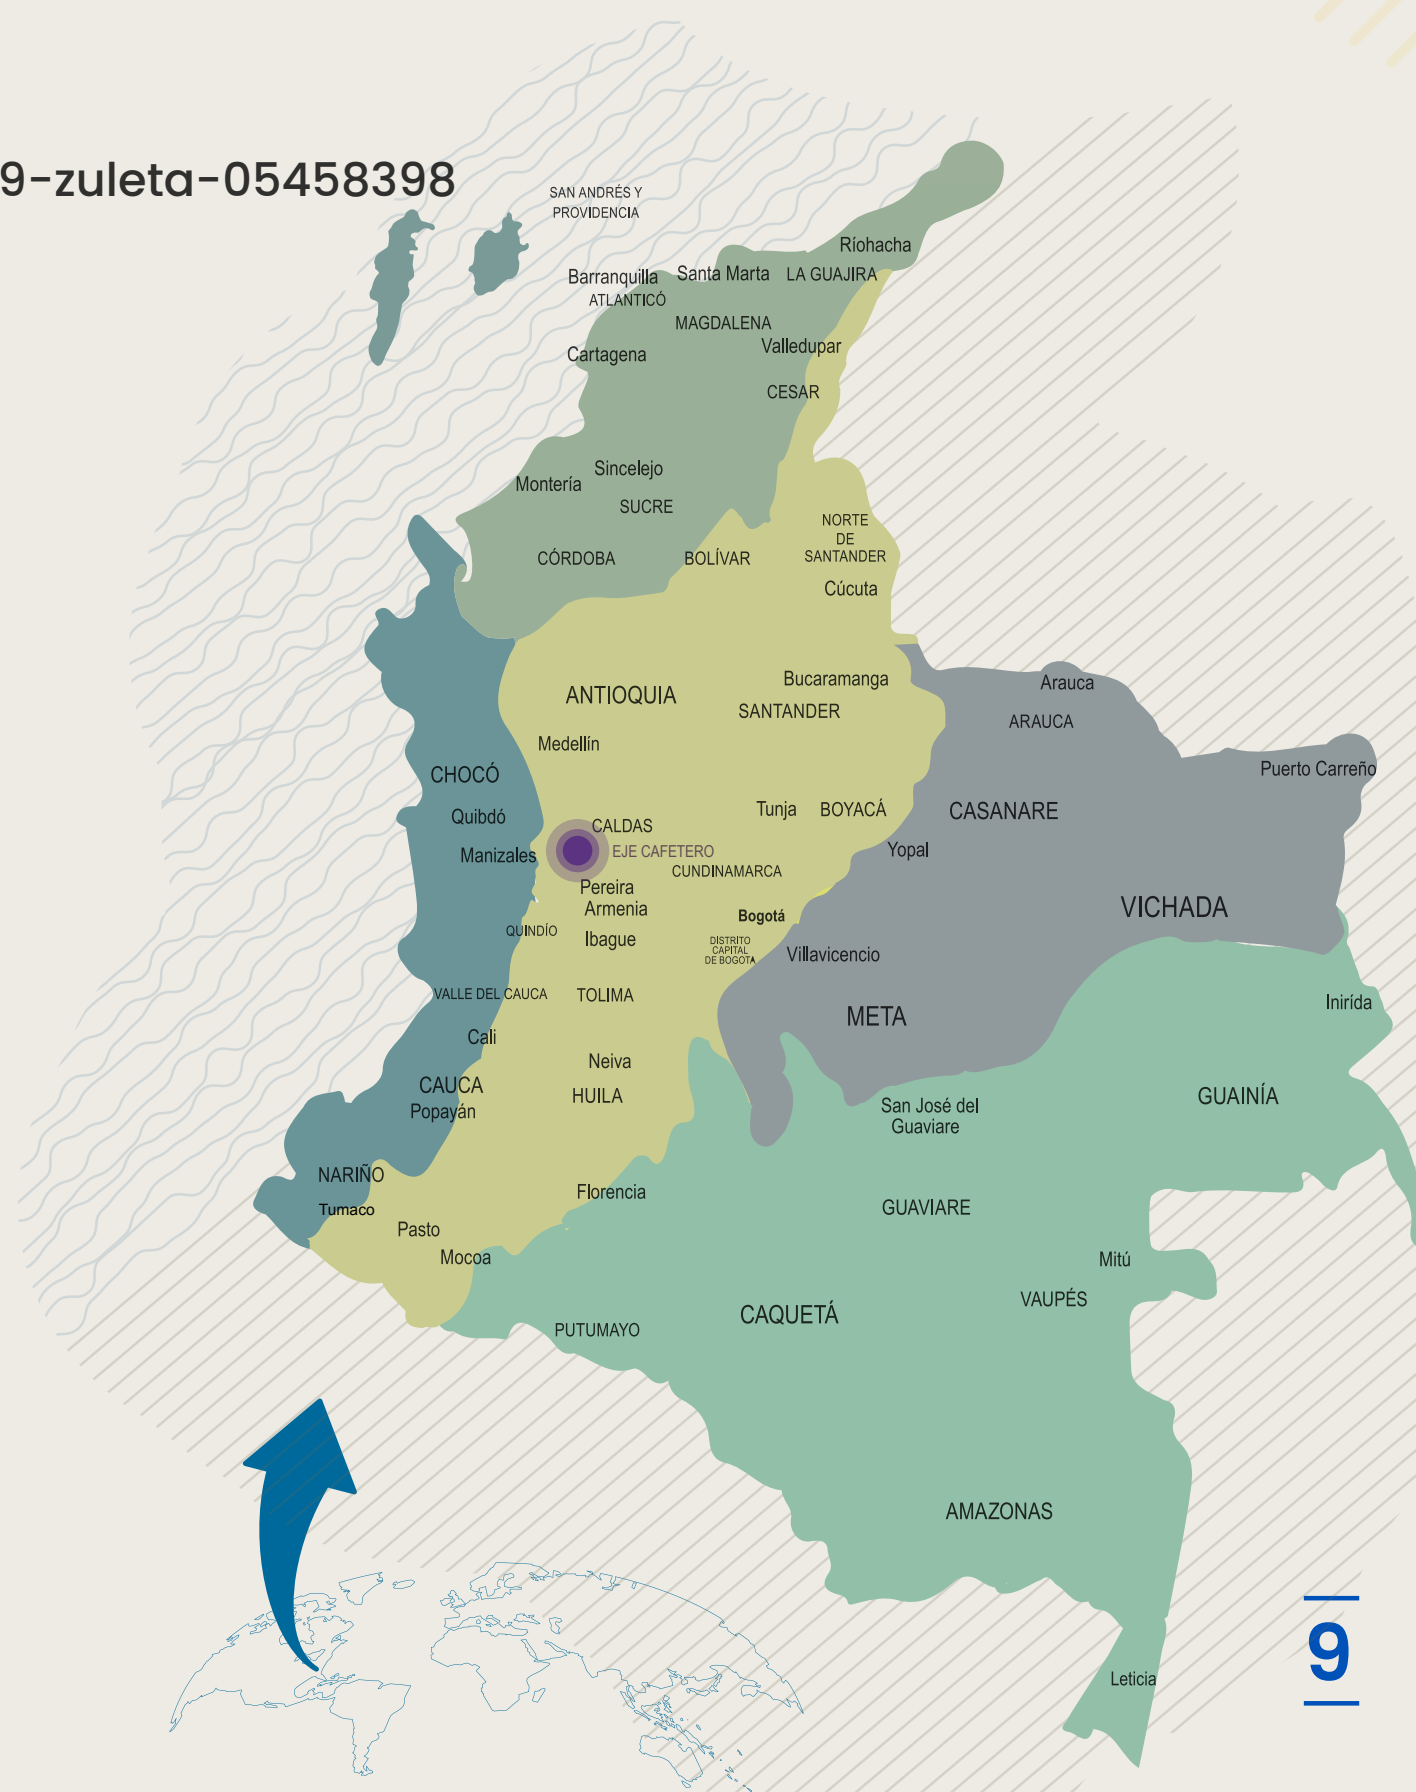 9-zuleta-05458398
SAN ANDRÉS Y
PROVIDENCIA
Ríohacha
Barranquilla
Santa Marta
LA GUAJIRA
ATLANTICÓ
MAGDALENA
Cartagena
Valledupar
CESAR
Sincelejo
Montería
SUCRE
NORTE
DE
SANTANDER
CÓRDOBA
BOLÍVAR
Cúcuta
Bucaramanga
Arauca
ANTIOQUIA
SANTANDER
ARAUCA
Medellín
CHOCÓ
Puerto Carreño
Tunja
BOYACÁ
CASANARE
Quibdó
CALDAS
Manizales
EJE CAFETERO
Yopal
CUNDINAMARCA
Pereira
Armenia
VICHADA
Bogotá
QUINDÍO
Ibague
DISTRITO
CAPITAL
DE BOGOTA
Villavicencio
VALLE DEL CAUCA
TOLIMA
Inirída
META
Cali
Neiva
CAUCA
HUILA
GUAINÍA
Popayán
San José del
Guaviare
NARIÑO
Florencia
Tumaco
GUAVIARE
Pasto
Mocoa
Mitú
VAUPÉS
CAQUETÁ
PUTUMAYO
AMAZONAS
9
Leticia